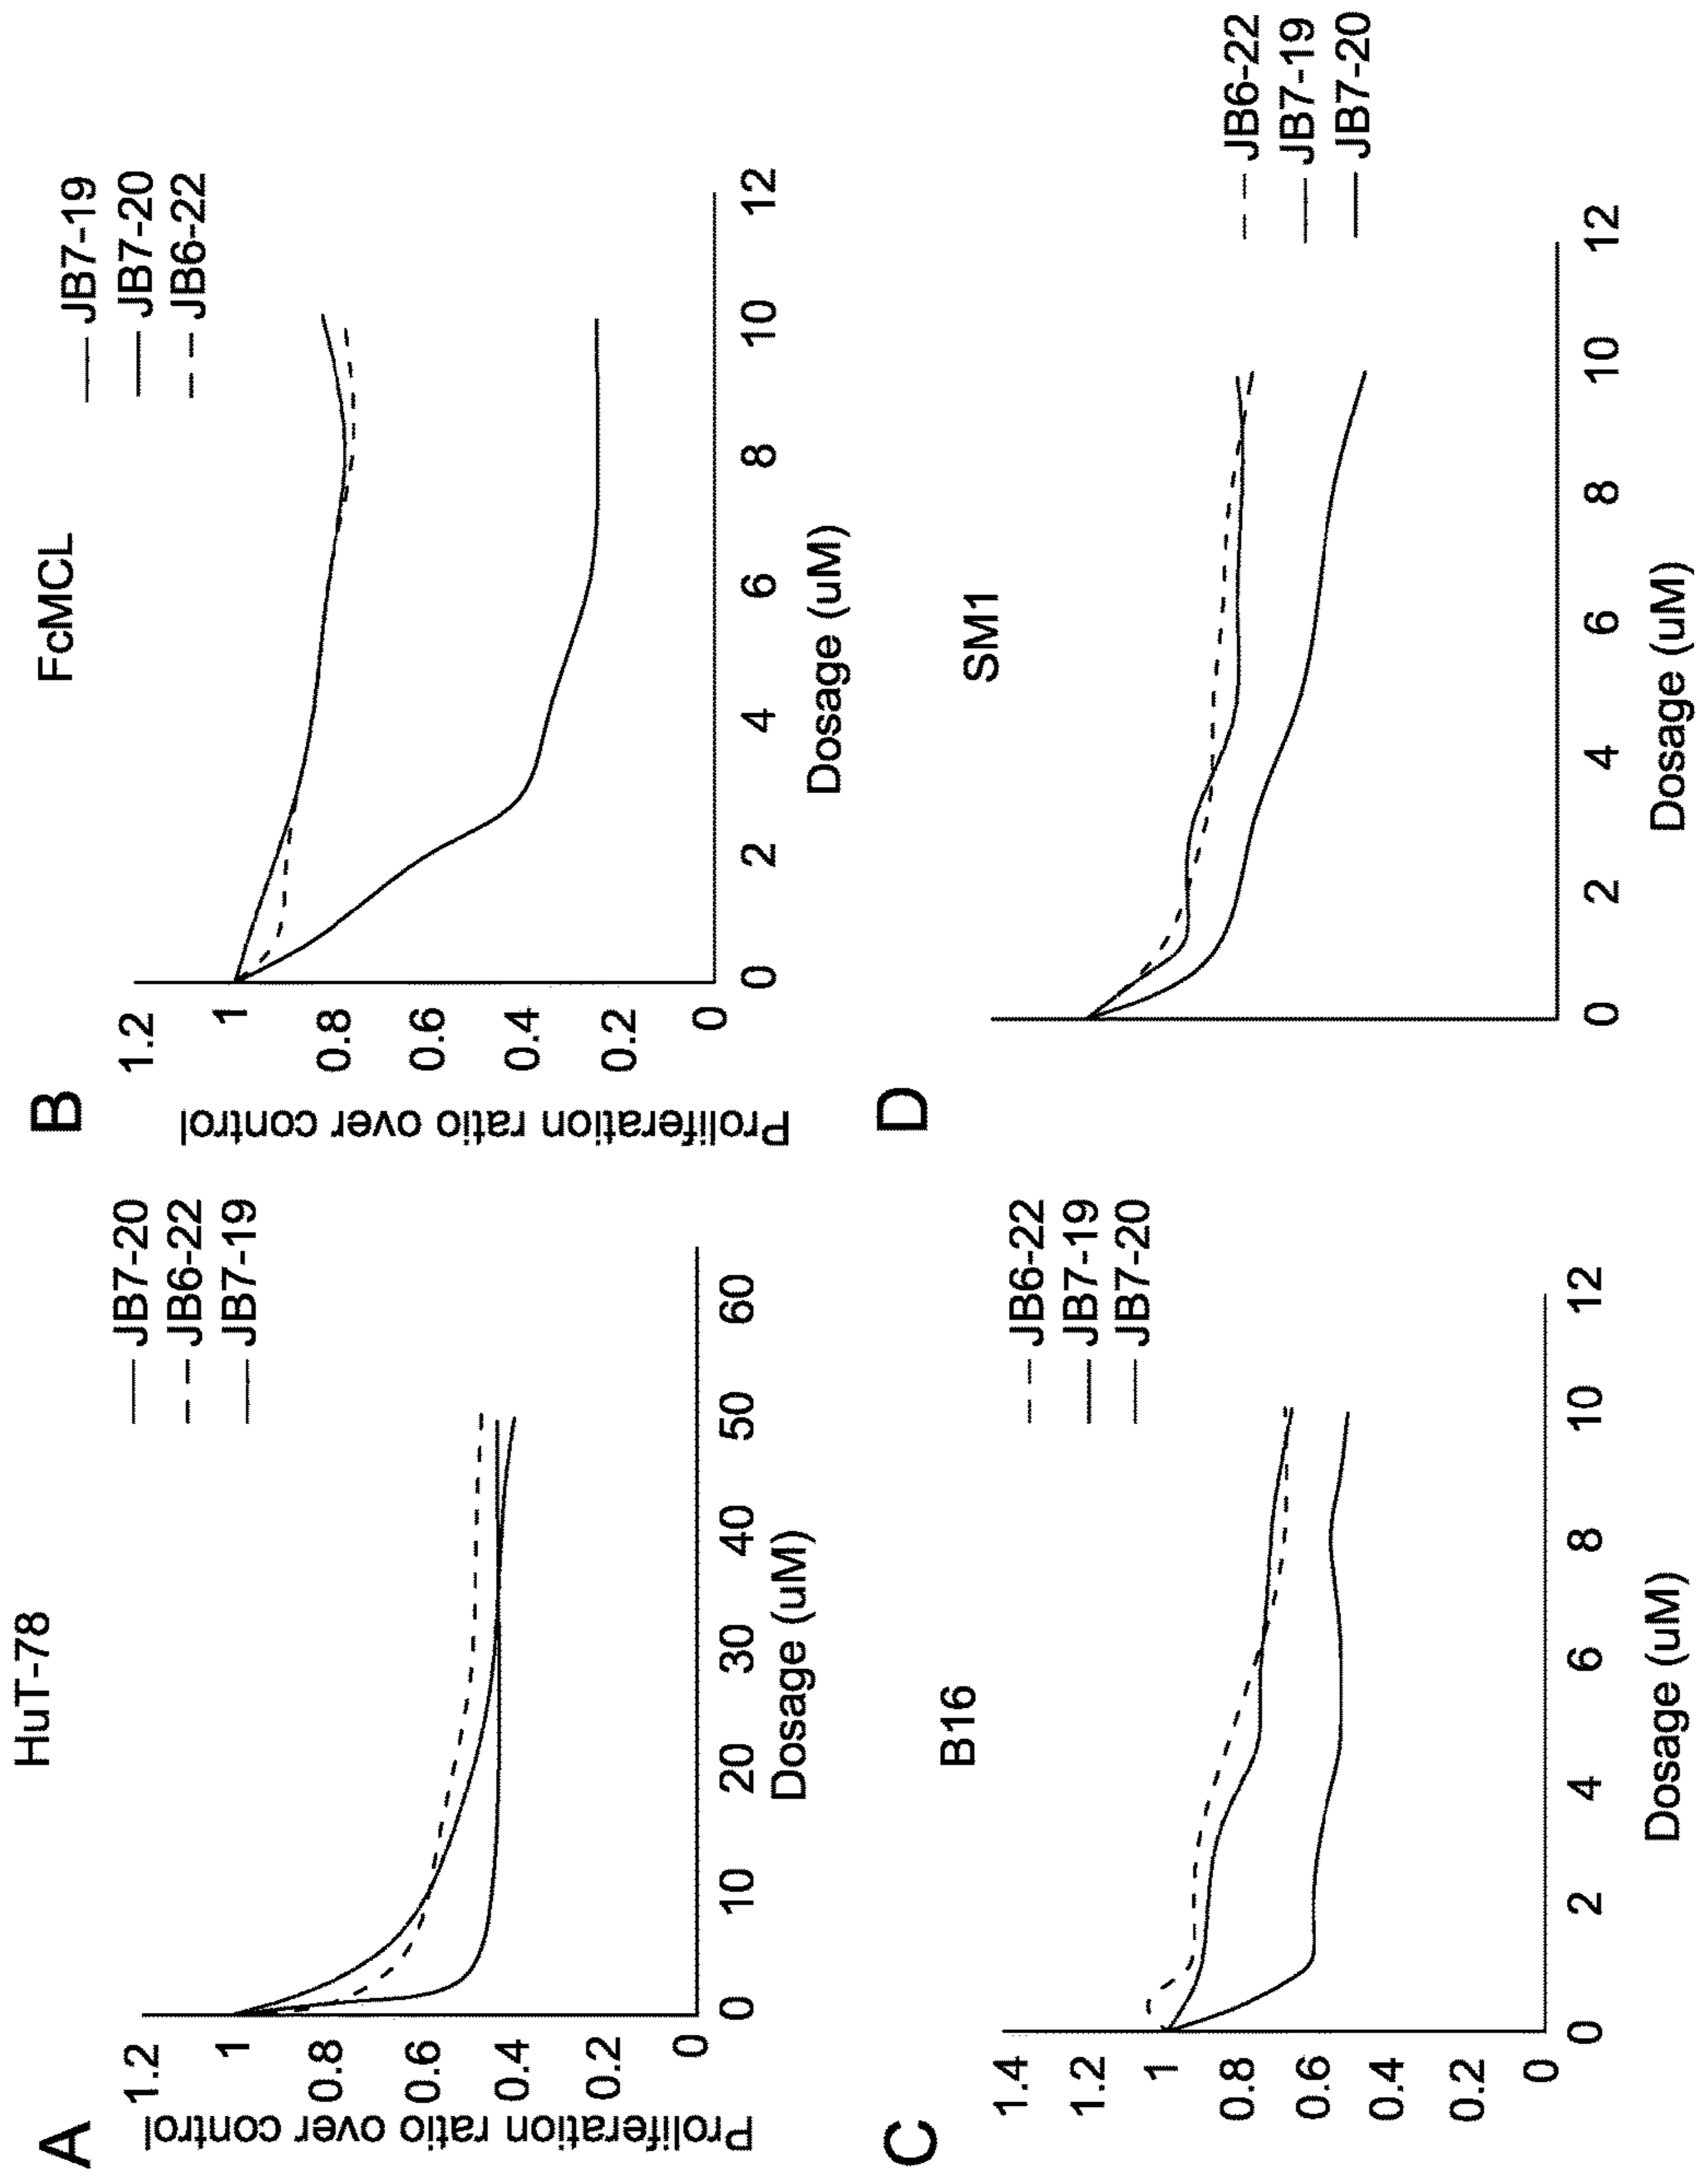 A
HuT-78
Proliferation ratio over control
1.2
1
0.8
0.6
0.4
0.2
0
0 10 20 30 40 50 60
Dosage (uM)
JB7-20
JB6-22
JB7-19
B
FcMCL
Proliferation ratio over control
1.2
1
0.8
0.6
0.4
0.2
0
0 2 4 6 8 10 12
Dosage (uM)
JB7-19
JB7-20
JB6-22
C
B16
1.4
1.2
1
0.8
0.6
0.4
0.2
0
0 2 4 6 8 10 12
Dosage (uM)
JB6-22
JB7-19
JB7-20
D
SM1
0 2 4 6 8 10 12
Dosage (uM)
JB6-22
JB7-19
JB7-20